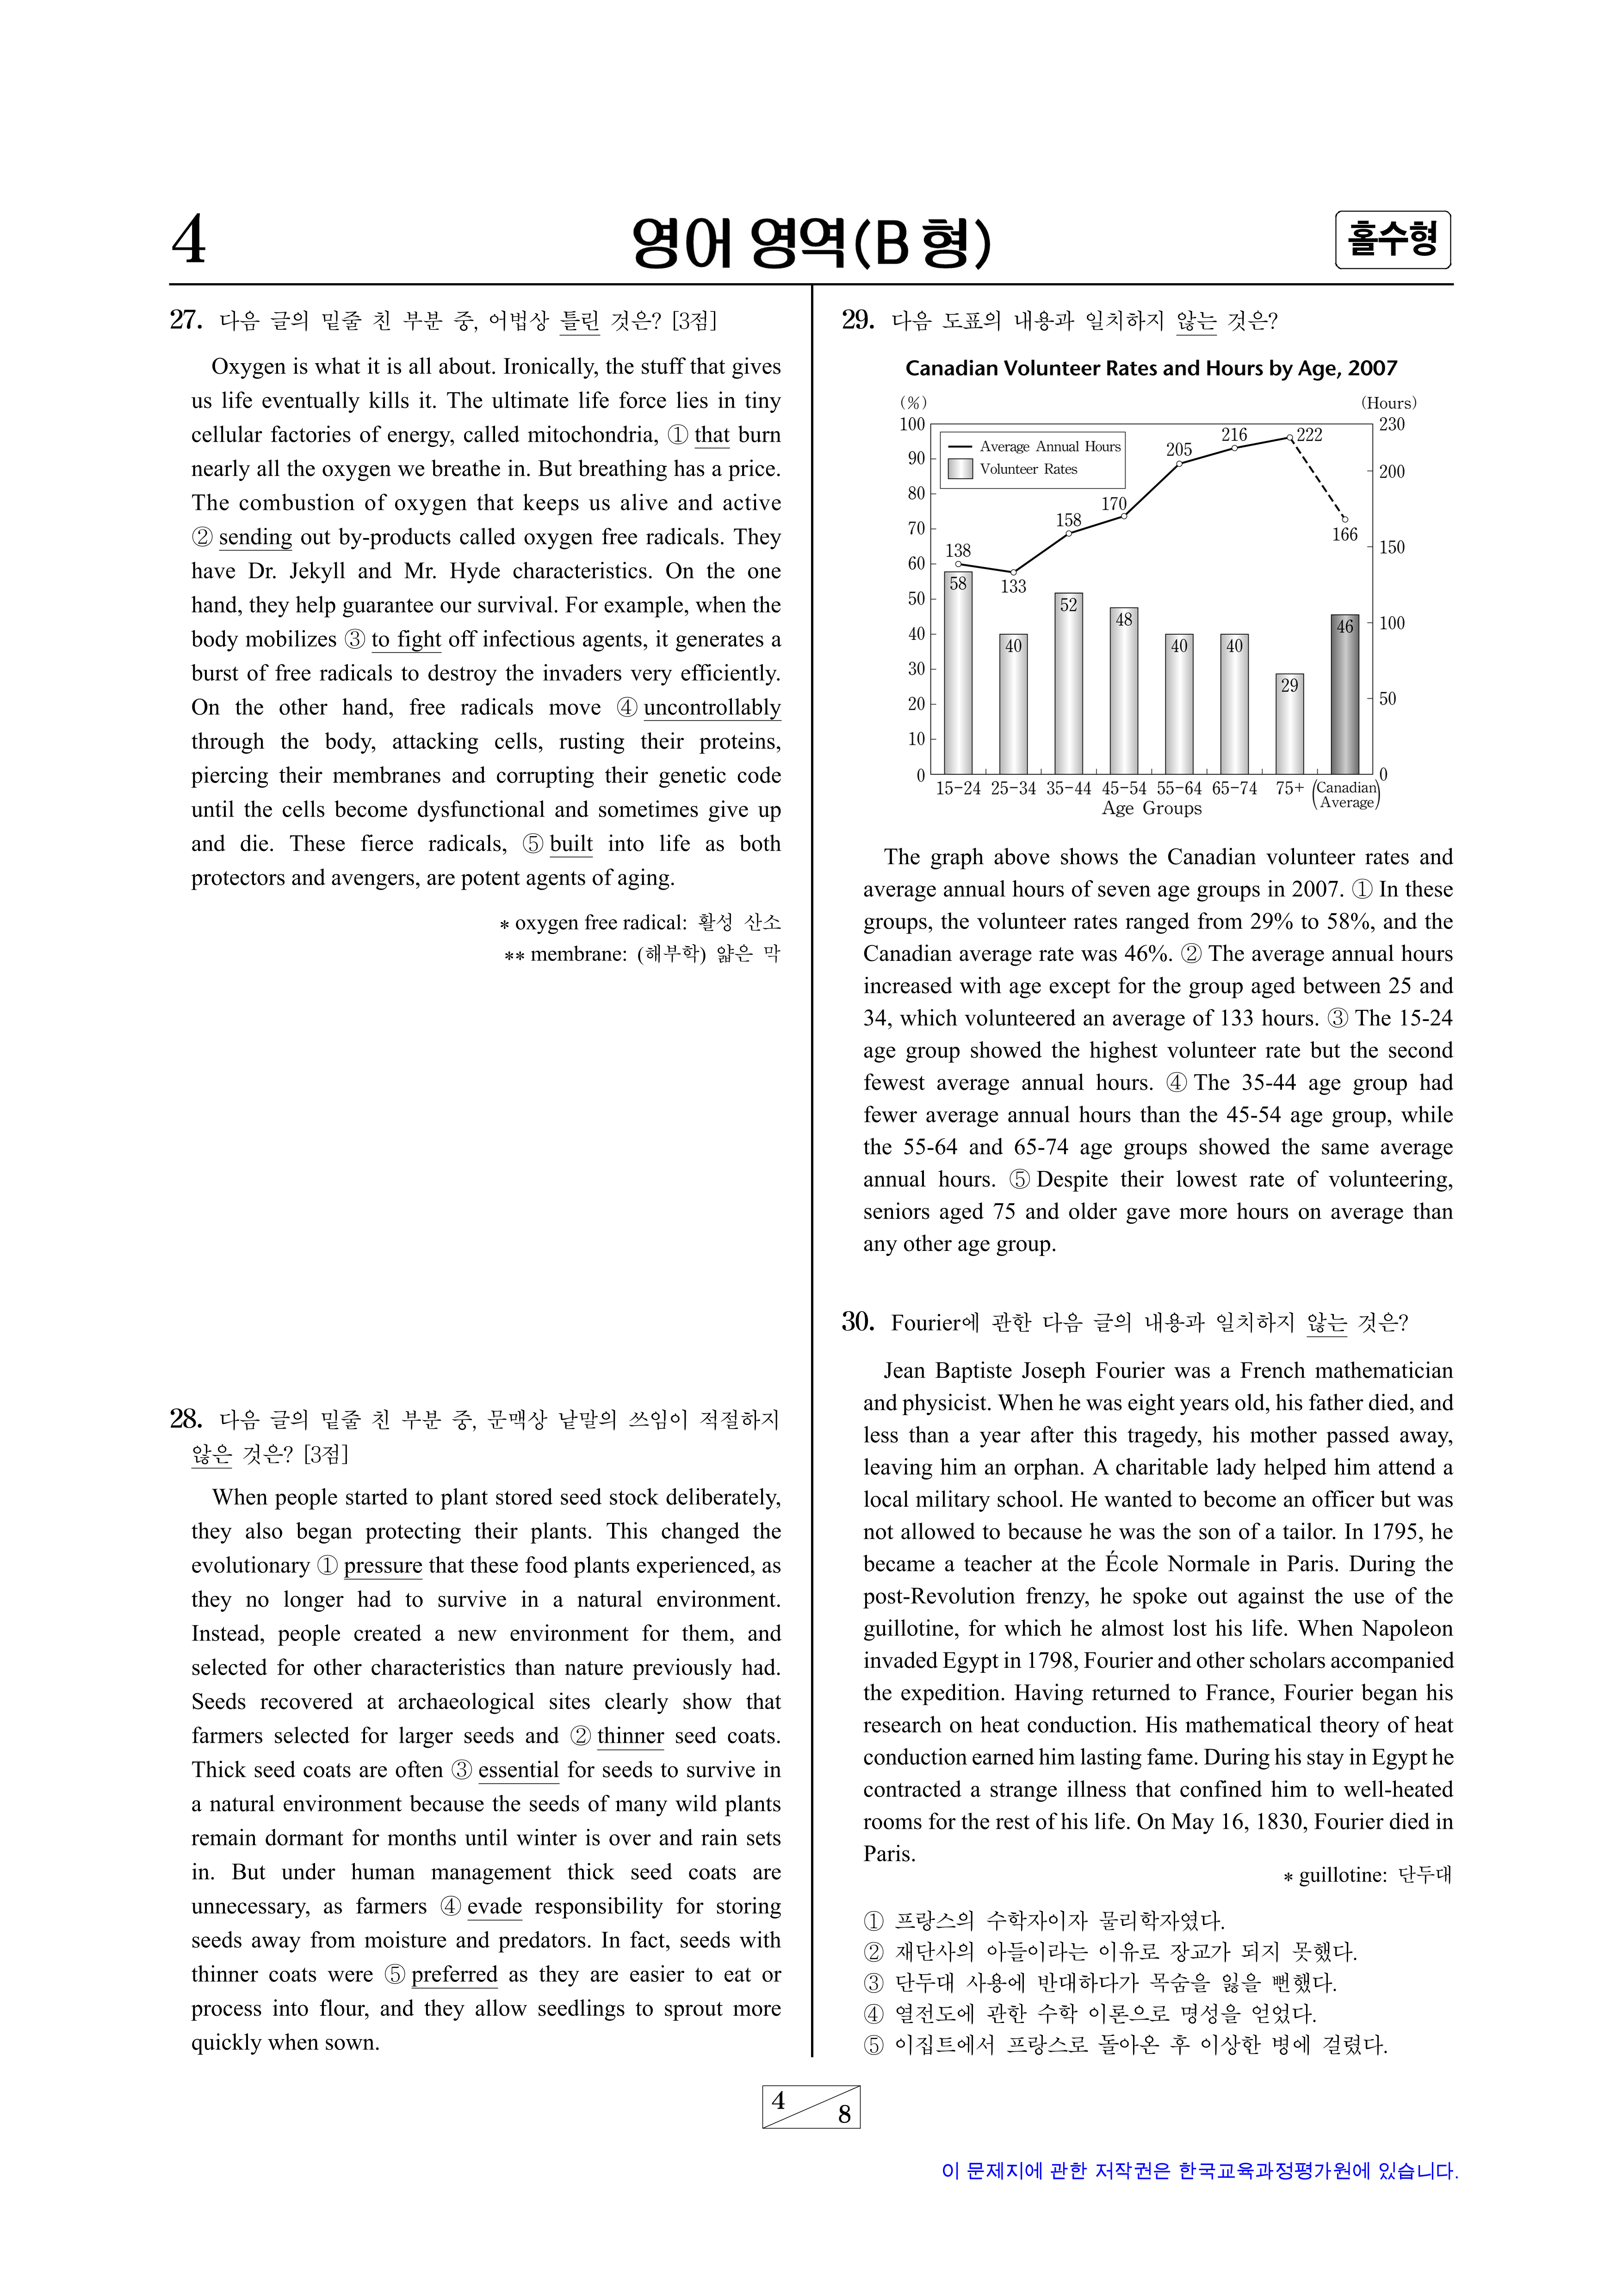 4
영어 영역(B 형)
홀수형
27. 다음 글의 밑줄 친 부분 중, 어법상 틀린 것은? [3점]
Oxygen is what it is all about. Ironically, the stuff that gives
us life eventually kills it. The ultimate life force lies in tiny
cellular factories of energy, called mitochondria, ① that burn
nearly all the oxygen we breathe in. But breathing has a price.
The combustion of oxygen that keeps us alive and active
② sending out by-products called oxygen free radicals. They
have Dr. Jekyll and Mr. Hyde characteristics. On the one
hand, they help guarantee our survival. For example, when the
body mobilizes ③ to fight off infectious agents, it generates a
burst of free radicals to destroy the invaders very efficiently.
On the other hand, free radicals move ④ uncontrollably
through the body, attacking cells, rusting their proteins,
piercing their membranes and corrupting their genetic code
until the cells become dysfunctional and sometimes give up
and die. These fierce radicals, ⑤ built into life as both
protectors and avengers, are potent agents of aging.
* oxygen free radical: 활성 산소
** membrane: (해부학) 얇은 막
28. 다음 글의 밑줄 친 부분 중, 문맥상 낱말의 쓰임이 적절하지
않은 것은? [3점]
When people started to plant stored seed stock deliberately,
they also began protecting their plants. This changed the
evolutionary ① pressure that these food plants experienced, as
they no longer had to survive in a natural environment.
Instead, people created a new environment for them, and
selected for other characteristics than nature previously had.
Seeds recovered at archaeological sites clearly show that
farmers selected for larger seeds and ② thinner seed coats.
Thick seed coats are often ③ essential for seeds to survive in
a natural environment because the seeds of many wild plants
remain dormant for months until winter is over and rain sets
in. But under human management thick seed coats are
unnecessary, as farmers ④ evade responsibility for storing
seeds away from moisture and predators. In fact, seeds with
thinner coats were ⑤ preferred as they are easier to eat or
process into flour, and they allow seedlings to sprout more
quickly when sown.
29. 다음 도표의 내용과 일치하지 않는 것은?
Canadian Volunteer Rates and Hours by Age, 2007
(%) (Hours)
100 90 80 70 60 50 40 30 20 10 0
230 200 150 100 50 0
Average Annual Hours
Volunteer Rates
138 133 158 170 205 216 222 166
58 40 52 48 40 40 29 46
15-24 25-34 35-44 45-54 55-64 65-74 75+ (Canadian
Average)
Age Groups
The graph above shows the Canadian volunteer rates and
average annual hours of seven age groups in 2007. ① In these
groups, the volunteer rates ranged from 29% to 58%, and the
Canadian average rate was 46%. ② The average annual hours
increased with age except for the group aged between 25 and
34, which volunteered an average of 133 hours. ③ The 15-24
age group showed the highest volunteer rate but the second
fewest average annual hours. ④ The 35-44 age group had
fewer average annual hours than the 45-54 age group, while
the 55-64 and 65-74 age groups showed the same average
annual hours. ⑤ Despite their lowest rate of volunteering,
seniors aged 75 and older gave more hours on average than
any other age group.
30. Fourier에 관한 다음 글의 내용과 일치하지 않는 것은?
Jean Baptiste Joseph Fourier was a French mathematician
and physicist. When he was eight years old, his father died, and
less than a year after this tragedy, his mother passed away,
leaving him an orphan. A charitable lady helped him attend a
local military school. He wanted to become an officer but was
not allowed to because he was the son of a tailor. In 1795, he
became a teacher at the École Normale in Paris. During the
post-Revolution frenzy, he spoke out against the use of the
guillotine, for which he almost lost his life. When Napoleon
invaded Egypt in 1798, Fourier and other scholars accompanied
the expedition. Having returned to France, Fourier began his
research on heat conduction. His mathematical theory of heat
conduction earned him lasting fame. During his stay in Egypt he
contracted a strange illness that confined him to well-heated
rooms for the rest of his life. On May 16, 1830, Fourier died in
Paris.
* guillotine: 단두대
① 프랑스의 수학자이자 물리학자였다.
② 재단사의 아들이라는 이유로 장교가 되지 못했다.
③ 단두대 사용에 반대하다가 목숨을 잃을 뻔했다.
④ 열전도에 관한 수학 이론으로 명성을 얻었다.
⑤ 이집트에서 프랑스로 돌아온 후 이상한 병에 걸렸다.
4
8
이 문제지에 관한 저작권은 한국교육과정평가원에 있습니다.